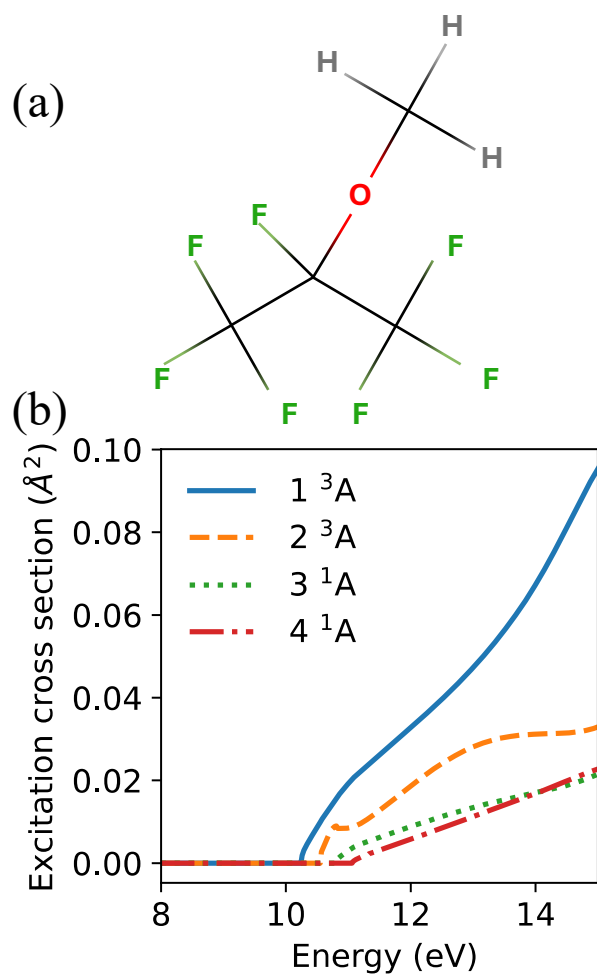 (a)
H
H
H
O
F
F
F
F
F
F
F
(b)
Excitation cross section (Å²)
0.10
0.08
0.06
0.04
0.02
0.00
1 ³A
2 ³A
3 ¹A
4 ¹A
8 10 12 14
Energy (eV)